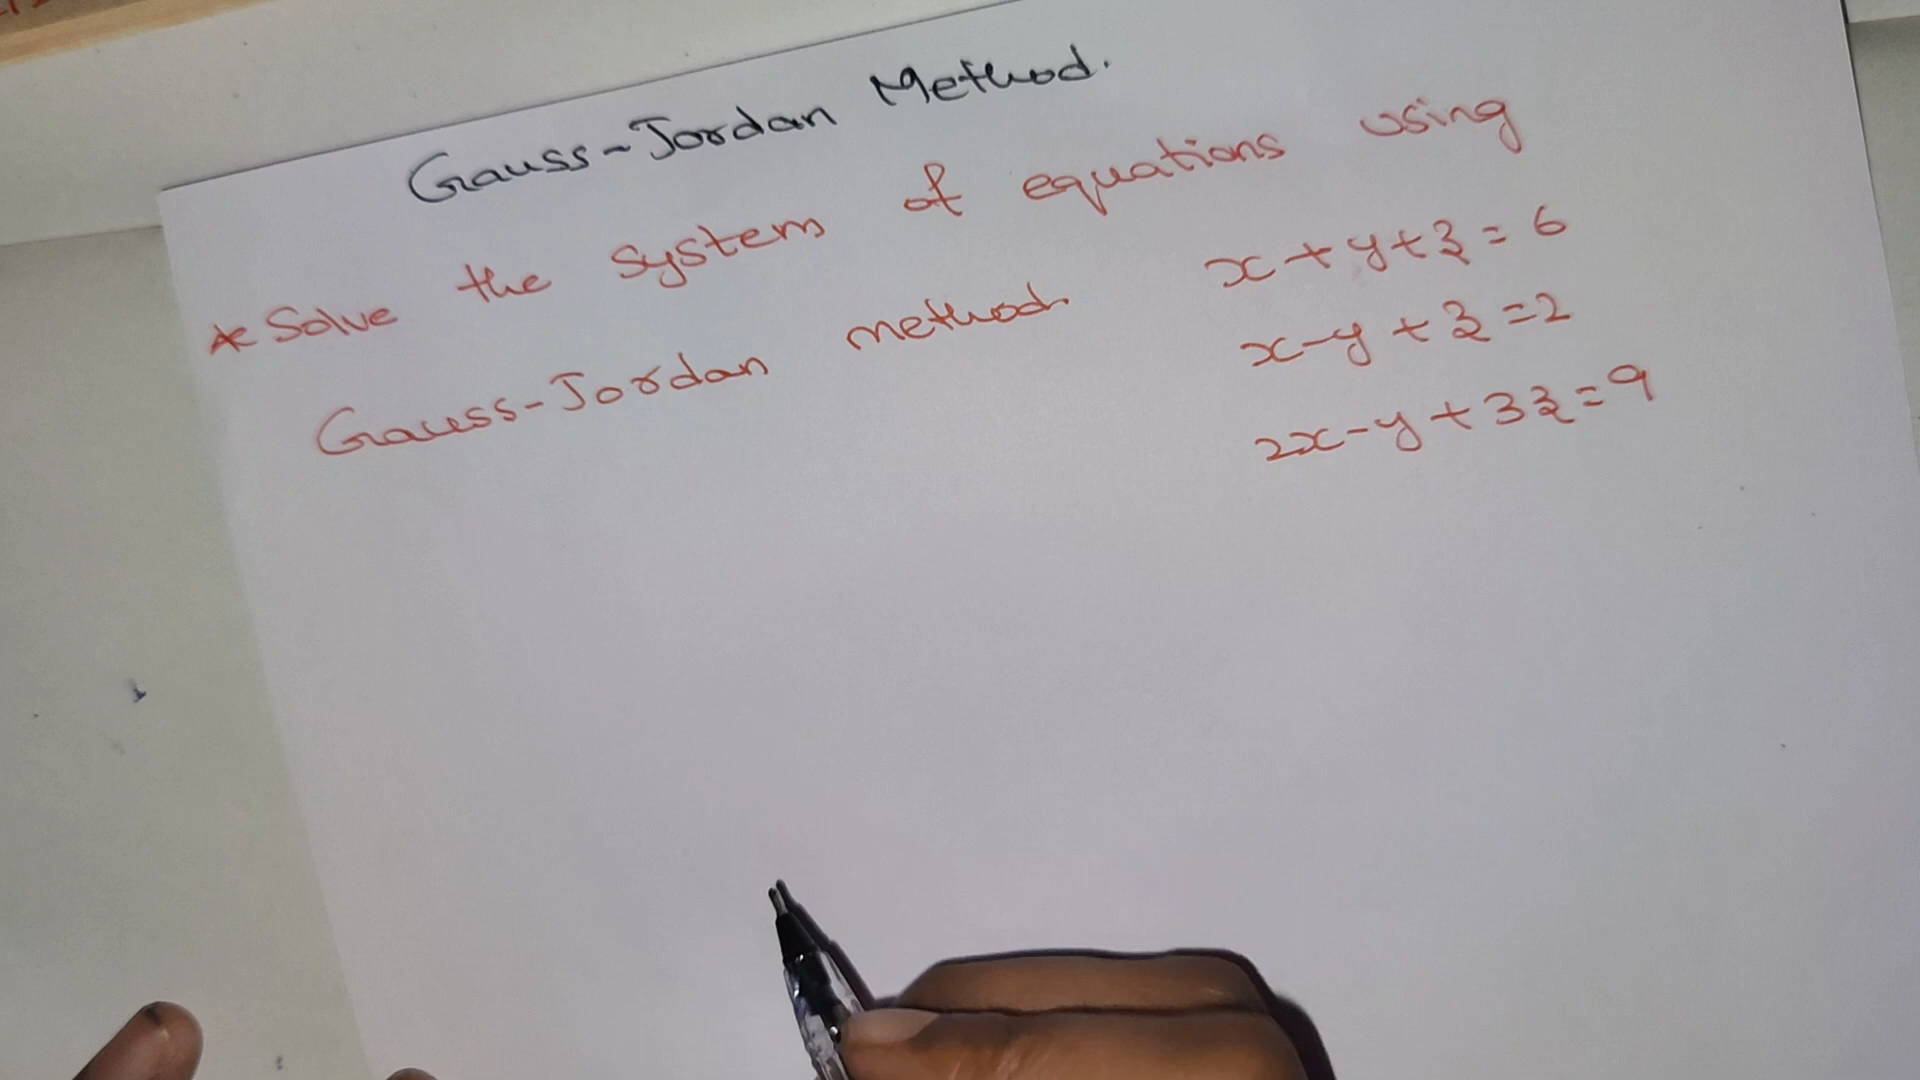 Gauss-Jordan Method.
* Solve the system of equations using
Gauss-Jordan method.
x + y + z = 6
x - y + z = 2
2x - y + 3z = 9